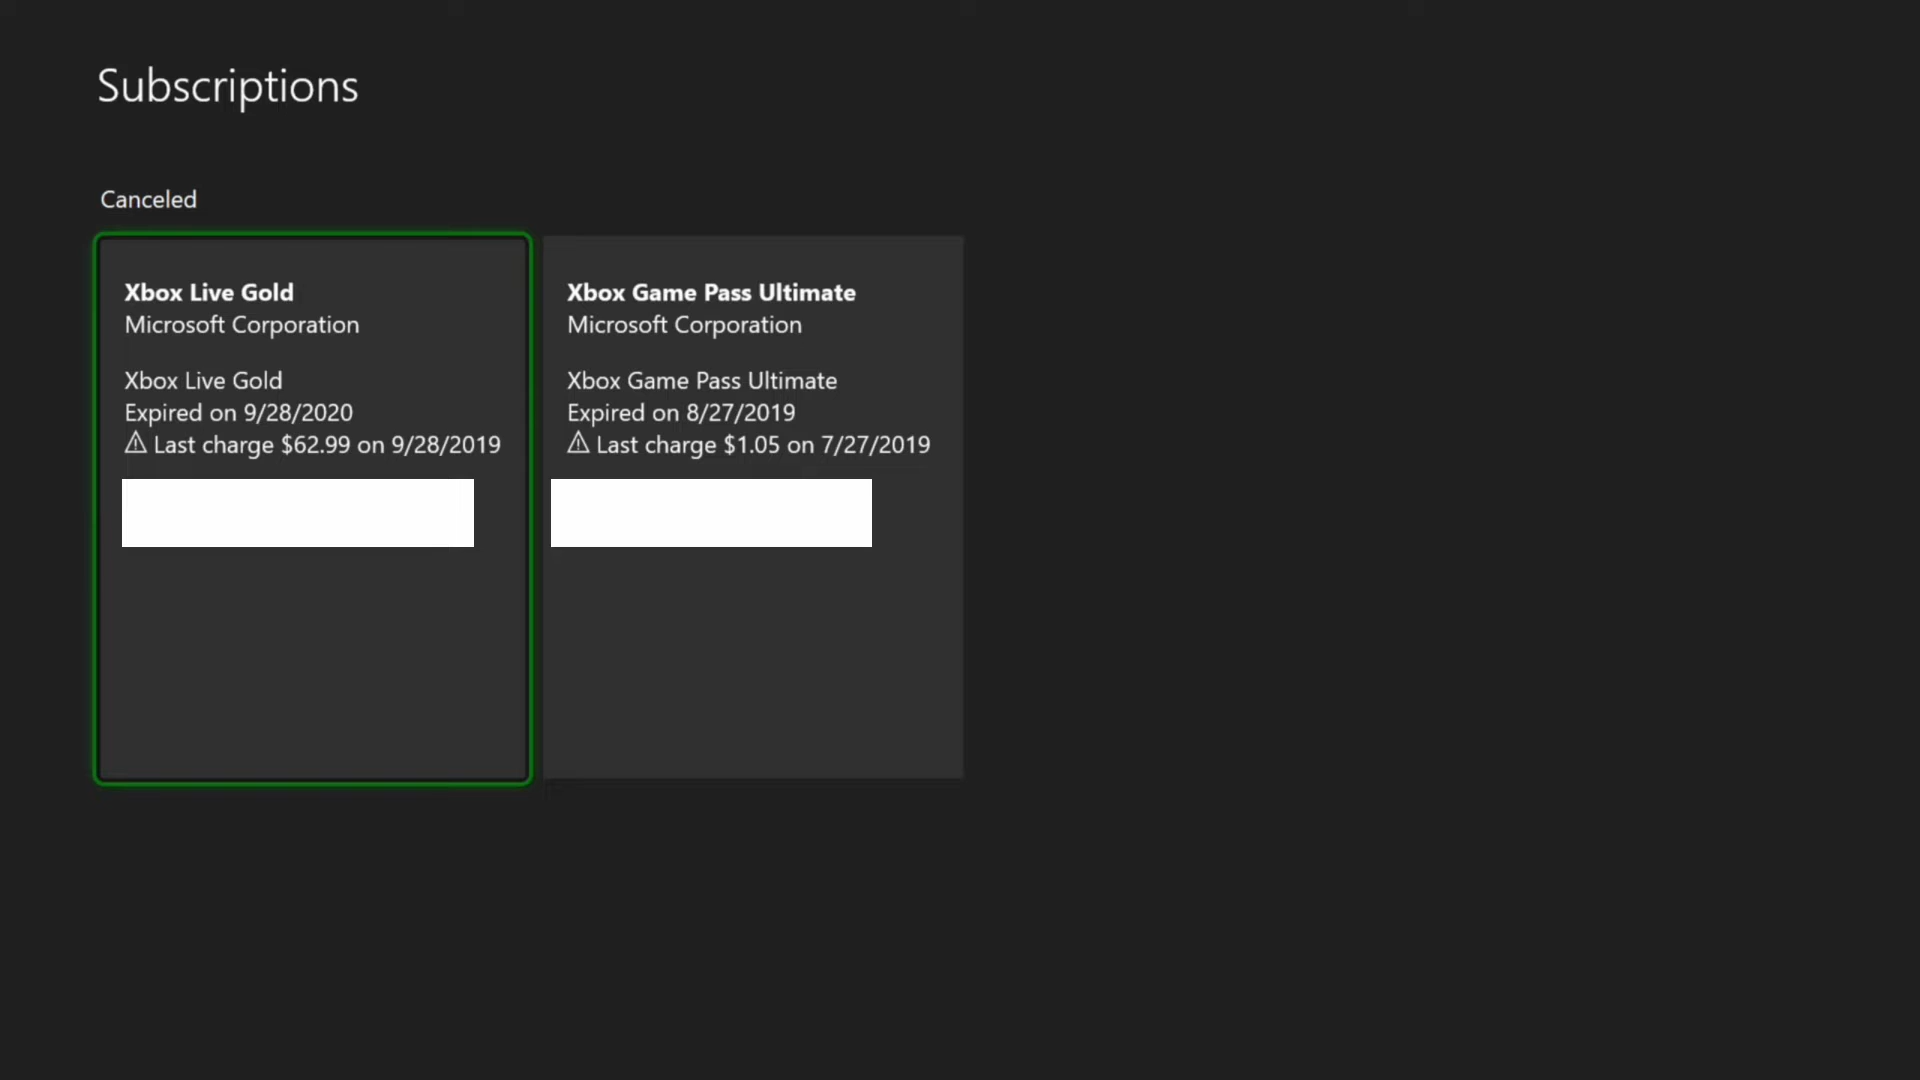 Subscriptions
Canceled
Xbox Live Gold
Microsoft Corporation
Xbox Live Gold
Expired on 9/28/2020
⚠ Last charge $62.99 on 9/28/2019
Xbox Game Pass Ultimate
Microsoft Corporation
Xbox Game Pass Ultimate
Expired on 8/27/2019
⚠ Last charge $1.05 on 7/27/2019